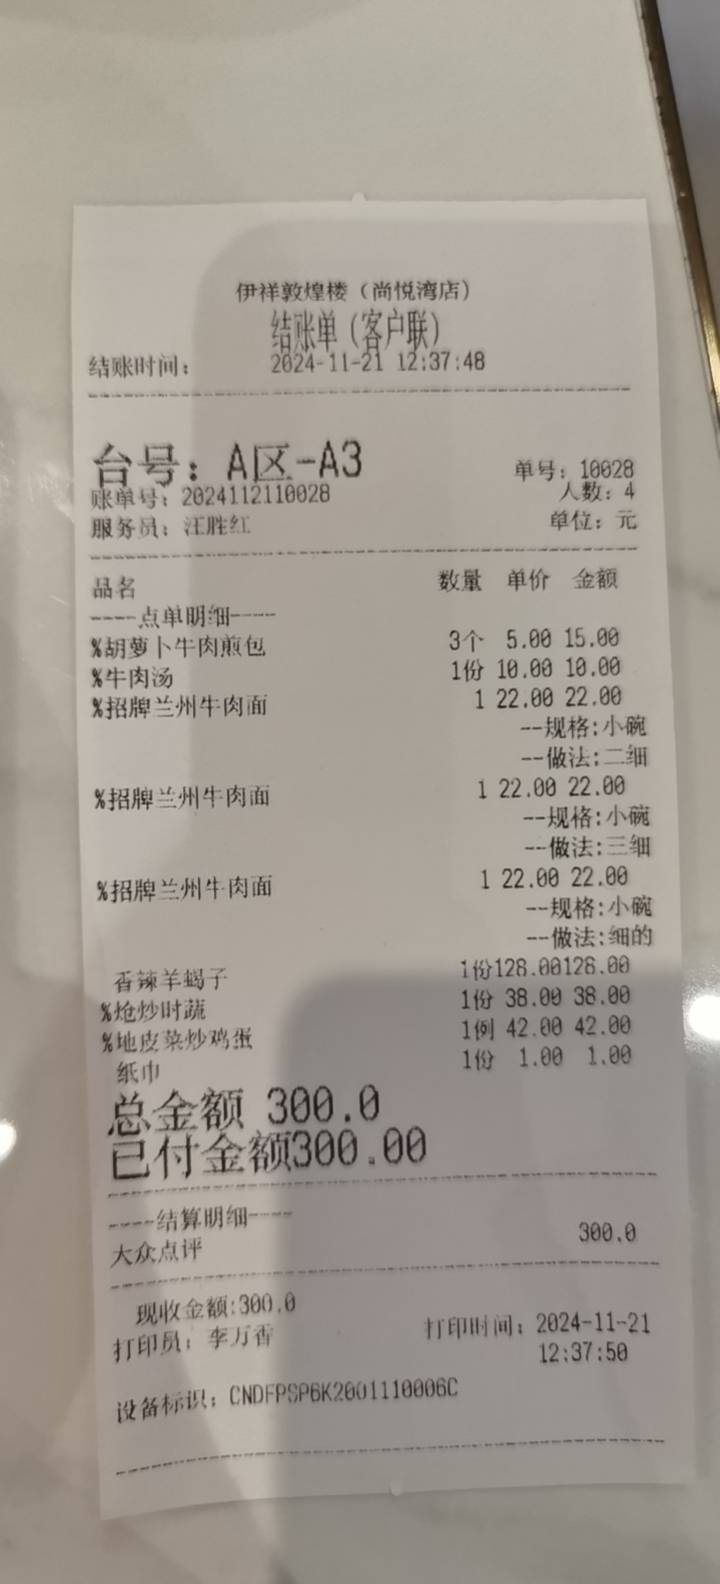 伊祥敦煌楼（尚悦湾店）
结账单（客户联）
结账时间： 2024-11-21 12:37:48
台号：A区-A3
单号：10028
账单号：2024112110028 人数：4
服务员：汪胜红 单位：元
品名 数量 单价 金额
----点单明细----
%胡萝卜牛肉煎包 3个 5.00 15.00
%牛肉汤 1份 10.00 10.00
%招牌兰州牛肉面 1 22.00 22.00
--规格:小碗
--做法:二细
%招牌兰州牛肉面 1 22.00 22.00
--规格:小碗
--做法:三细
%招牌兰州牛肉面 1 22.00 22.00
--规格:小碗
--做法:细的
香辣羊蝎子 1份128.00128.00
%炝炒时蔬 1份 38.00 38.00
%地皮菜炒鸡蛋 1例 42.00 42.00
纸巾 1份 1.00 1.00
总金额 300.0
已付金额300.00
----结算明细----
大众点评 300.0
现收金额:300.0
打印员：李万香 打印时间：2024-11-21
12:37:50
设备标识：CNDFPSP6K2001110006C